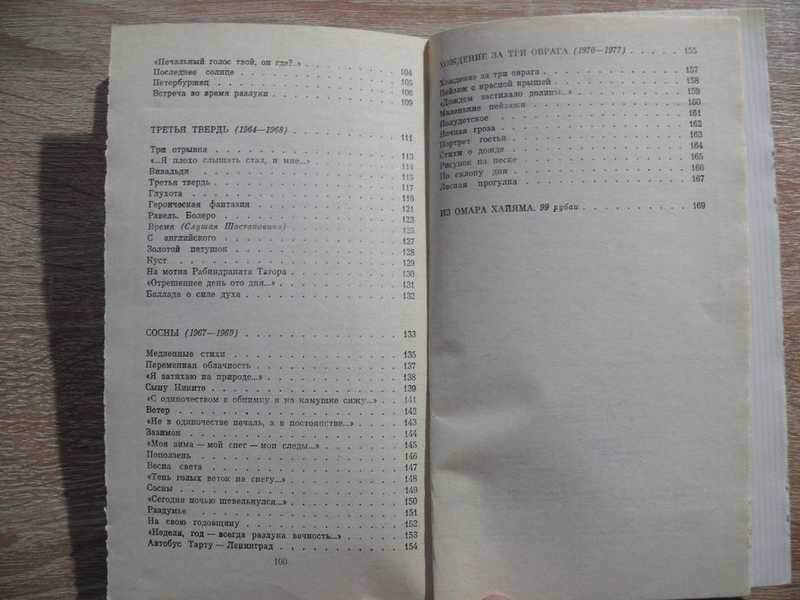 «Печальный голос твой, он где?..» . . . . . . 104
Последнее солнце . . . . . . 105
Петербуржец . . . . . . 106
Встреча во время разлуки . . . . . . 109
ТРЕТЬЯ ТВЕРДЬ (1964—1968) . . . . . . 111
Три отрывка . . . . . . 113
«...Я плохо слышать стал, и мне...» . . . . . . 114
Вивальди . . . . . . 115
Третья твердь . . . . . . 117
Глухота . . . . . . 119
Героическая фантазия . . . . . . 121
Равель. Болеро . . . . . . 123
Время (Слушая Шостаковича) . . . . . . 125
С английского . . . . . . 127
Золотой петушок . . . . . . 128
Куст . . . . . . 129
На мотив Рабиндраната Тагора . . . . . . 130
«Отрешеннее день ото дня...» . . . . . . 131
Баллада о силе духа . . . . . . 132
СОСНЫ (1967—1969) . . . . . . 133
Медленные стихи . . . . . . 135
Переменная облачность . . . . . . 137
«Я затихаю на природе...» . . . . . . 138
Сыну Никите . . . . . . 139
«С одиночеством в обнимку я на камушке сижу...» . . 141
Ветер . . . . . . 142
«Не в одиночестве печаль, а в постоянстве...» . . . 143
Зазимок . . . . . . 144
«Моя зима — мой снег — мои следы...» . . . . . . 145
Поползень . . . . . . 146
Весна света . . . . . . 147
«Тень голых веток на снегу...» . . . . . . 148
Сосны . . . . . . 149
«Сегодня ночью шевельнулся...» . . . . . . 150
Раздумье . . . . . . 151
На свою годовщину . . . . . . 152
«Неделя, год — всегда разлука вечность...» . . . . 153
Автобус Тарту — Ленинград . . . . . . 154
190
ХОЖДЕНИЕ ЗА ТРИ ОВРАГА (1976—1977) . . . . . 155
Хождение за три оврага . . . . . . 157
Пейзаж с красной крышей . . . . . . 158
«Дождем застилало долины...» . . . . . . 159
Маленькие пейзажи . . . . . . 160
Полудетское . . . . . . 161
Ночная гроза . . . . . . 162
Портрет гостьи . . . . . . 163
Стихи о дожде . . . . . . 164
Рисунок на песке . . . . . . 165
По склону дня . . . . . . 166
Лесная прогулка . . . . . . 167
ИЗ ОМАРА ХАЙЯМА. 99 рубаи . . . . . . 169